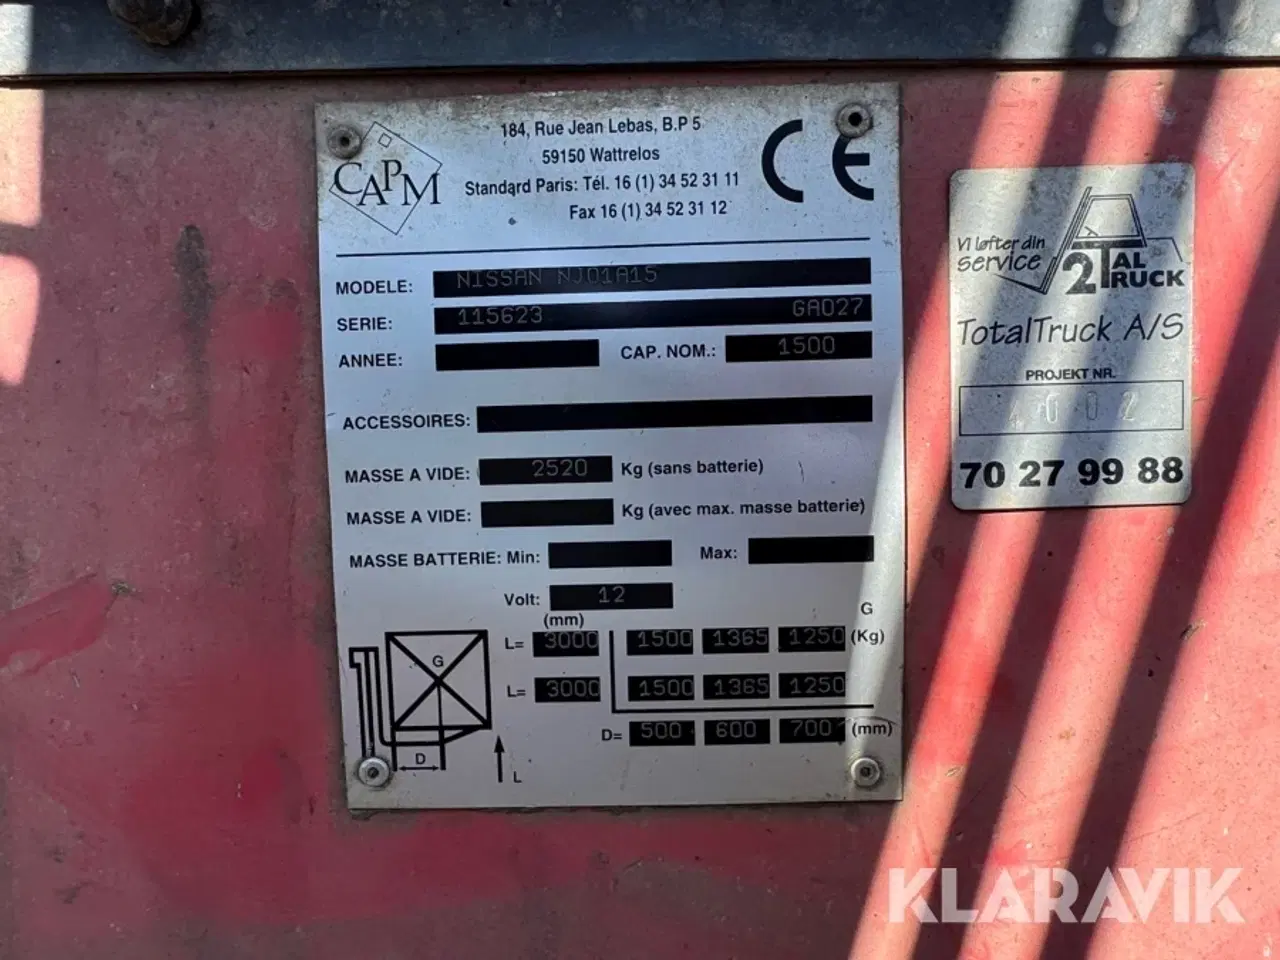 CAPM
184, Rue Jean Lebas, B.P 5
59150 Wattrelos
Standard Paris: Tél. 16 (1) 34 52 31 11
Fax 16 (1) 34 52 31 12
CE
MODELE: NISSAN NJ01A15
SERIE: 115623 GA027
ANNEE: CAP. NOM.: 1500
ACCESSOIRES:
MASSE A VIDE: 2520 Kg (sans batterie)
MASSE A VIDE: Kg (avec max. masse batterie)
MASSE BATTERIE: Min: Max:
Volt: 12
(mm) G
L= 3000 1500 1365 1250 (Kg)
L= 3000 1500 1365 1250
D= 500 600 700 (mm)
G
D
L
Vi løfter din
service
2 TAL
TRUCK
TotalTruck A/S
PROJEKT NR.
4002
70 27 99 88
KLARAVIK